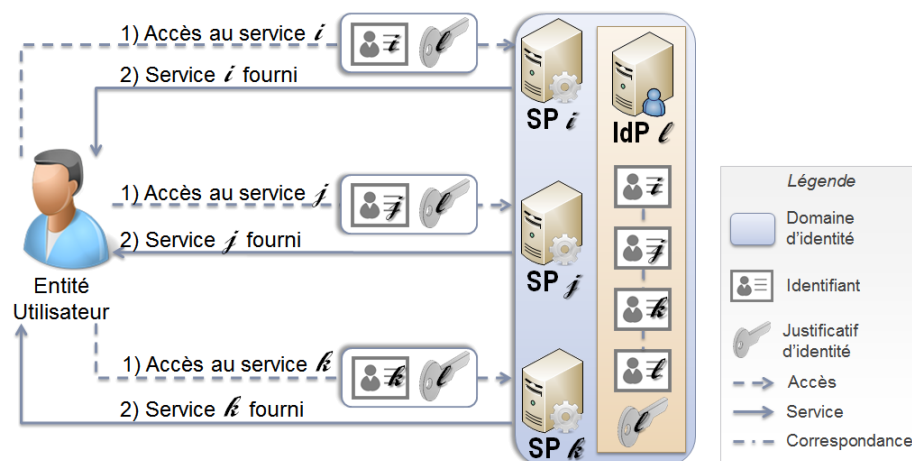 1) Accès au service i
i
l
2) Service i fourni
SP i
IdP l
i
1) Accès au service j
j
l
2) Service j fourni
SP j
j
k
Entité
Utilisateur
1) Accès au service k
k
l
2) Service k fourni
SP k
l
l
Légende
Domaine
d'identité
Identifiant
Justificatif
d'identité
Accès
Service
Correspondance